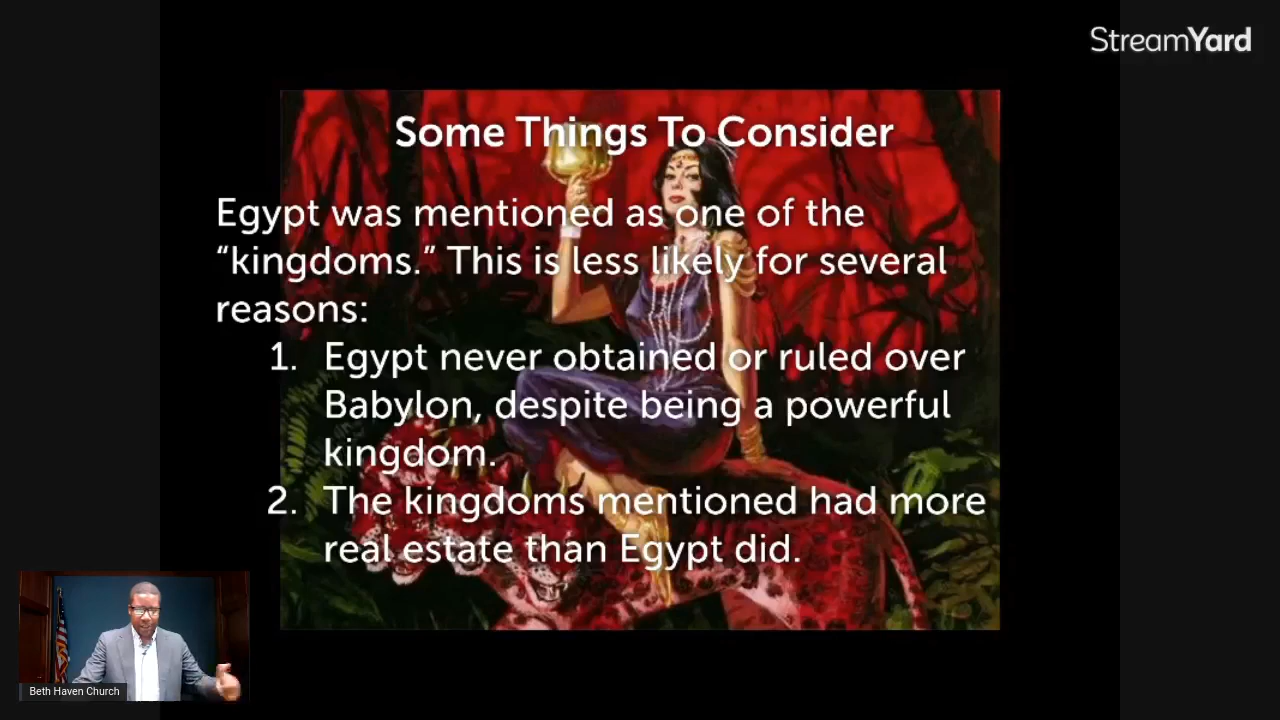 StreamYard
Some Things To Consider
Egypt was mentioned as one of the
“kingdoms.” This is less likely for several
reasons:
1. Egypt never obtained or ruled over
Babylon, despite being a powerful
kingdom.
2. The kingdoms mentioned had more
real estate than Egypt did.
Beth Haven Church